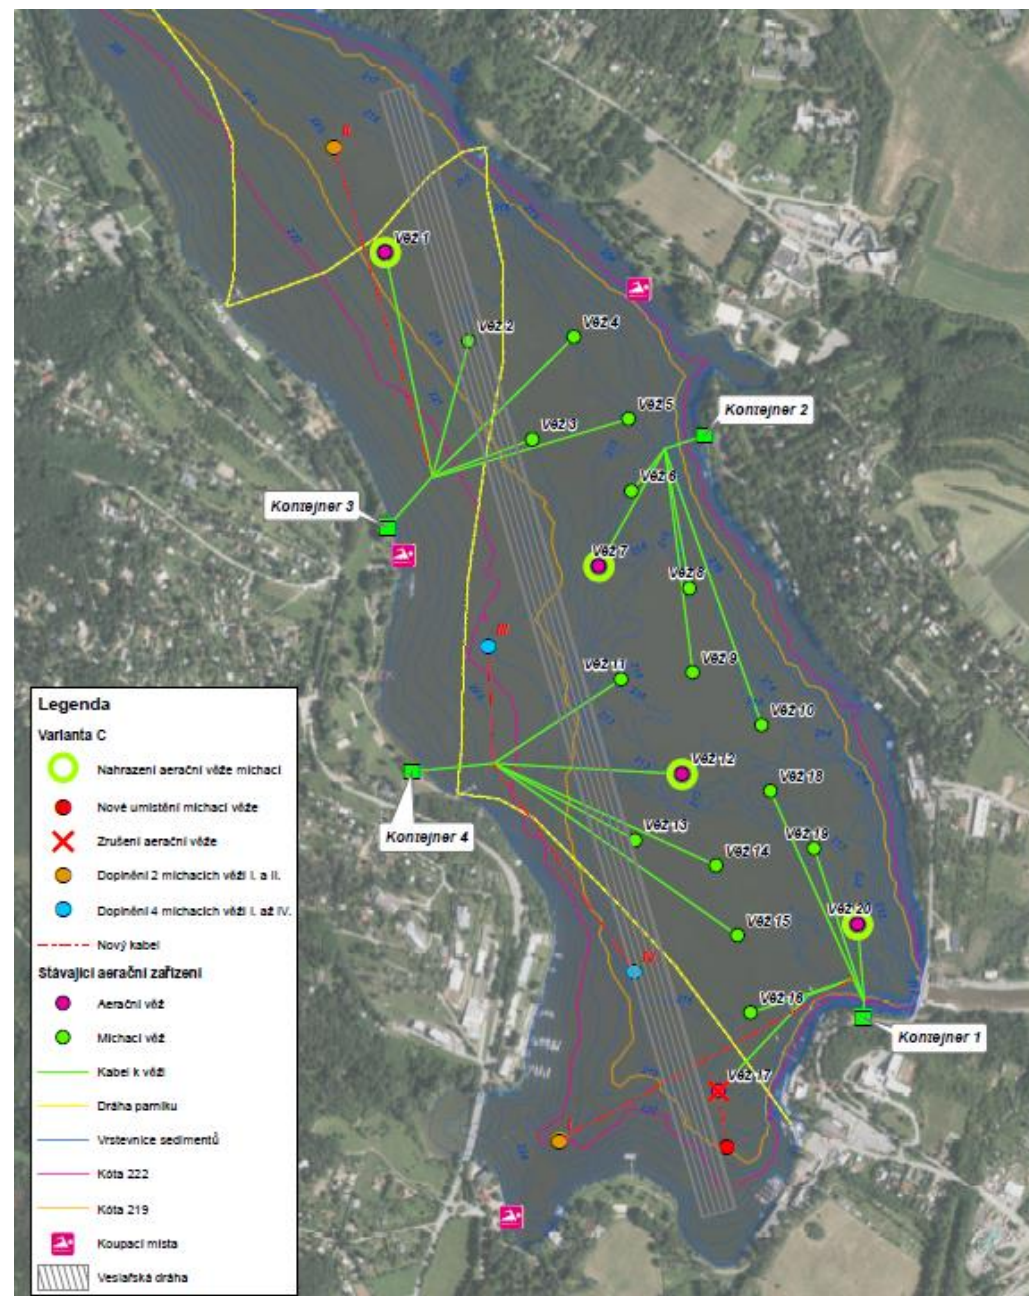 II
Věž 1
Věž 2
Věž 4
Věž 5
Věž 3
Kontejner 2
Věž 6
Kontejner 3
Věž 7
Věž 8
III
Věž 11
Věž 9
Věž 10
Věž 12
Věž 18
Kontejner 4
Věž 13
Věž 19
Věž 14
Věž 20
Věž 15
IV
Věž 16
Kontejner 1
Věž 17
I
Legenda
Varianta C
Nahrazení aerační věže míchací
Nové umístění míchací věže
Zrušení aerační věže
Doplnění 2 míchacích věží I. a II.
Doplnění 4 míchacích věží I. až IV.
Nový kabel
Stávající aerační zařízení
Aerační věž
Míchací věž
Kabel k věži
Dráha parníku
Vrstevnice sedimentů
Kóta 222
Kóta 219
Koupací místa
Veslařská dráha